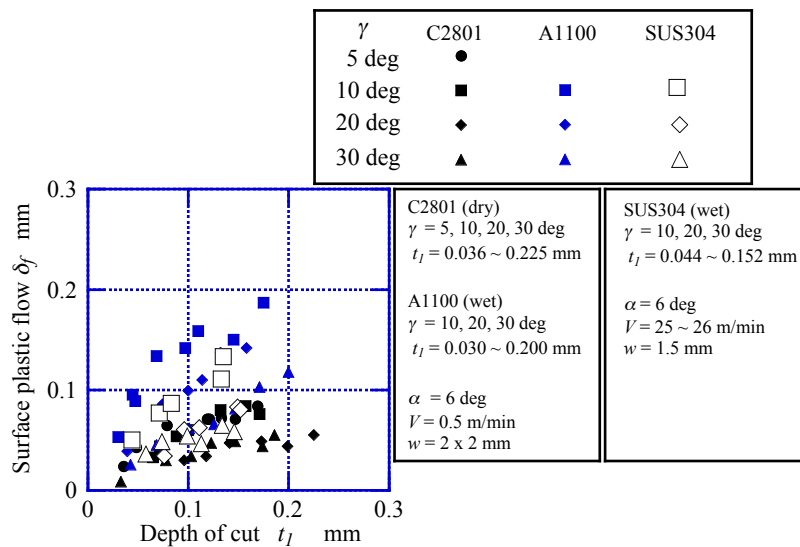 γ C2801 A1100 SUS304
5 deg
10 deg
20 deg
30 deg
0.3
0.2
0.1
0
0 0.1 0.2 0.3
Surface plastic flow δf mm
Depth of cut t1 mm
C2801 (dry)
γ = 5, 10, 20, 30 deg
t1 = 0.036 ~ 0.225 mm
A1100 (wet)
γ = 10, 20, 30 deg
t1 = 0.030 ~ 0.200 mm
α = 6 deg
V = 0.5 m/min
w = 2 x 2 mm
SUS304 (wet)
γ = 10, 20, 30 deg
t1 = 0.044 ~ 0.152 mm
α = 6 deg
V = 25 ~ 26 m/min
w = 1.5 mm